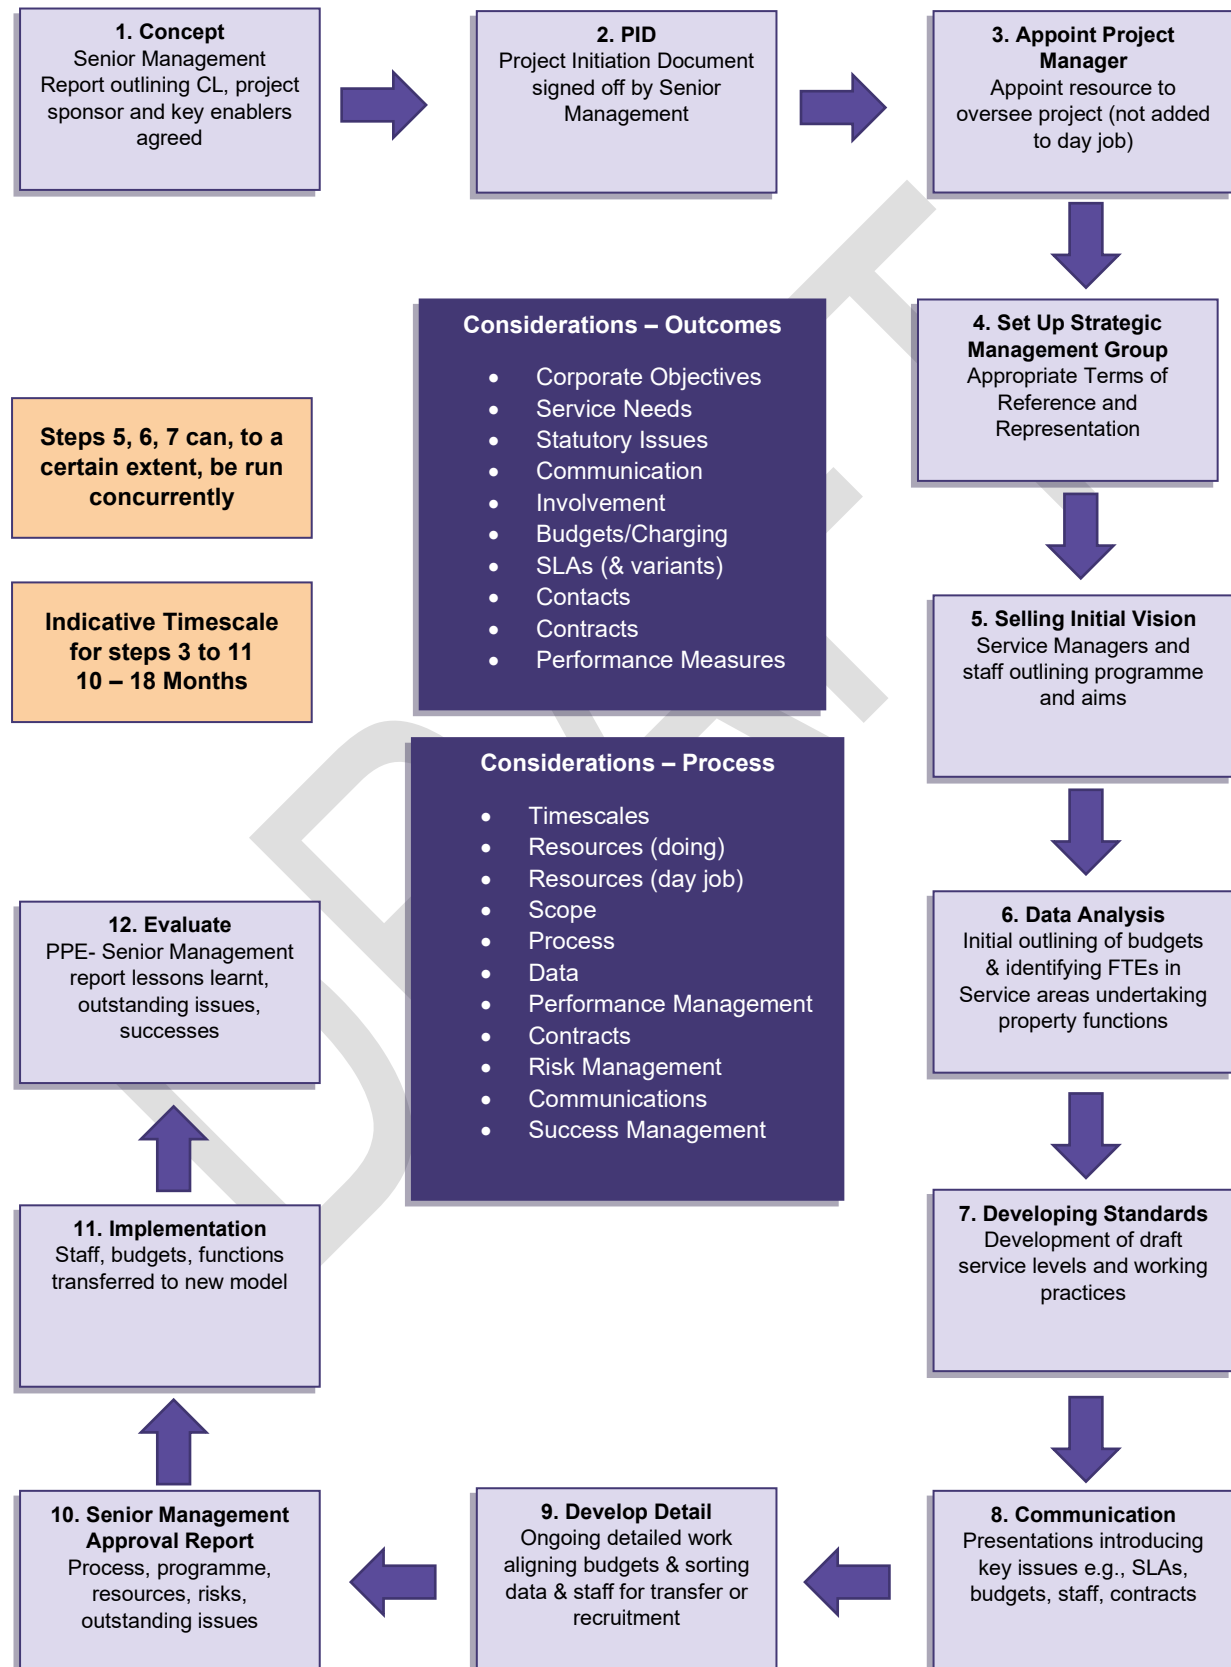 1. Concept
Senior Management
Report outlining CL, project
sponsor and key enablers
agreed
2. PID
Project Initiation Document
signed off by Senior
Management
3. Appoint Project
Manager
Appoint resource to
oversee project (not added
to day job)
4. Set Up Strategic
Management Group
Appropriate Terms of
Reference and
Representation
Considerations – Outcomes
• Corporate Objectives
• Service Needs
• Statutory Issues
• Communication
• Involvement
• Budgets/Charging
• SLAs (& variants)
• Contacts
• Contracts
• Performance Measures
Steps 5, 6, 7 can, to a
certain extent, be run
concurrently
Indicative Timescale
for steps 3 to 11
10 – 18 Months
5. Selling Initial Vision
Service Managers and
staff outlining programme
and aims
Considerations – Process
• Timescales
• Resources (doing)
• Resources (day job)
• Scope
• Process
• Data
• Performance Management
• Contracts
• Risk Management
• Communications
• Success Management
6. Data Analysis
Initial outlining of budgets
& identifying FTEs in
Service areas undertaking
property functions
12. Evaluate
PPE- Senior Management
report lessons learnt,
outstanding issues,
successes
7. Developing Standards
Development of draft
service levels and working
practices
11. Implementation
Staff, budgets, functions
transferred to new model
8. Communication
Presentations introducing
key issues e.g., SLAs,
budgets, staff, contracts
9. Develop Detail
Ongoing detailed work
aligning budgets & sorting
data & staff for transfer or
recruitment
10. Senior Management
Approval Report
Process, programme,
resources, risks,
outstanding issues
DRAFT